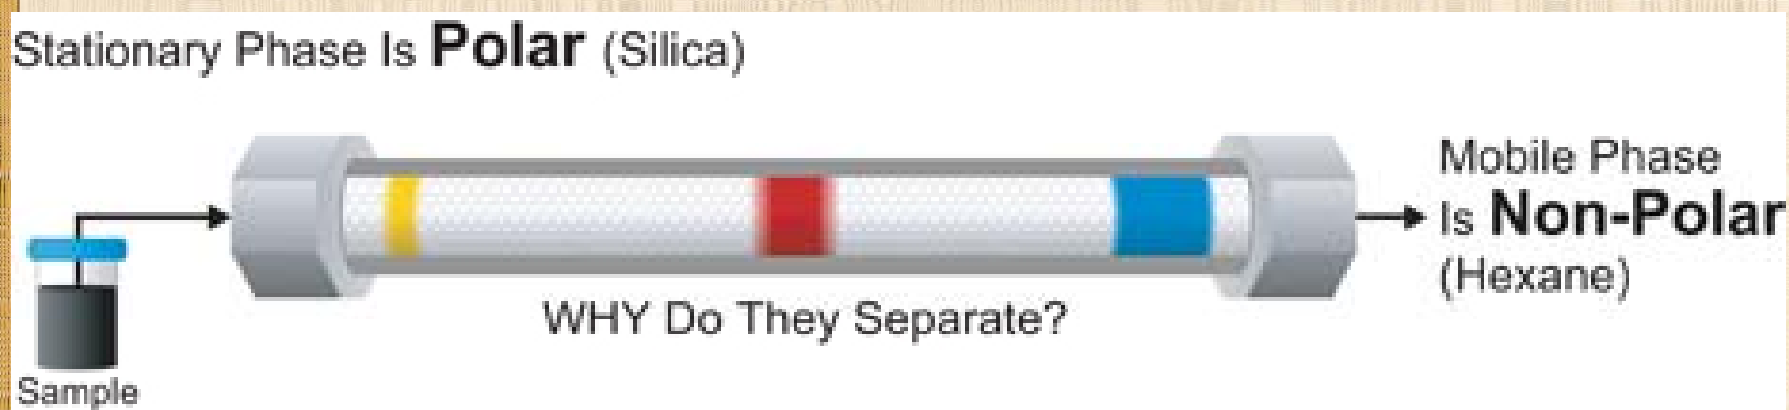 Stationary Phase Is Polar (Silica)
Mobile Phase
Is Non-Polar
(Hexane)
WHY Do They Separate?
Sample